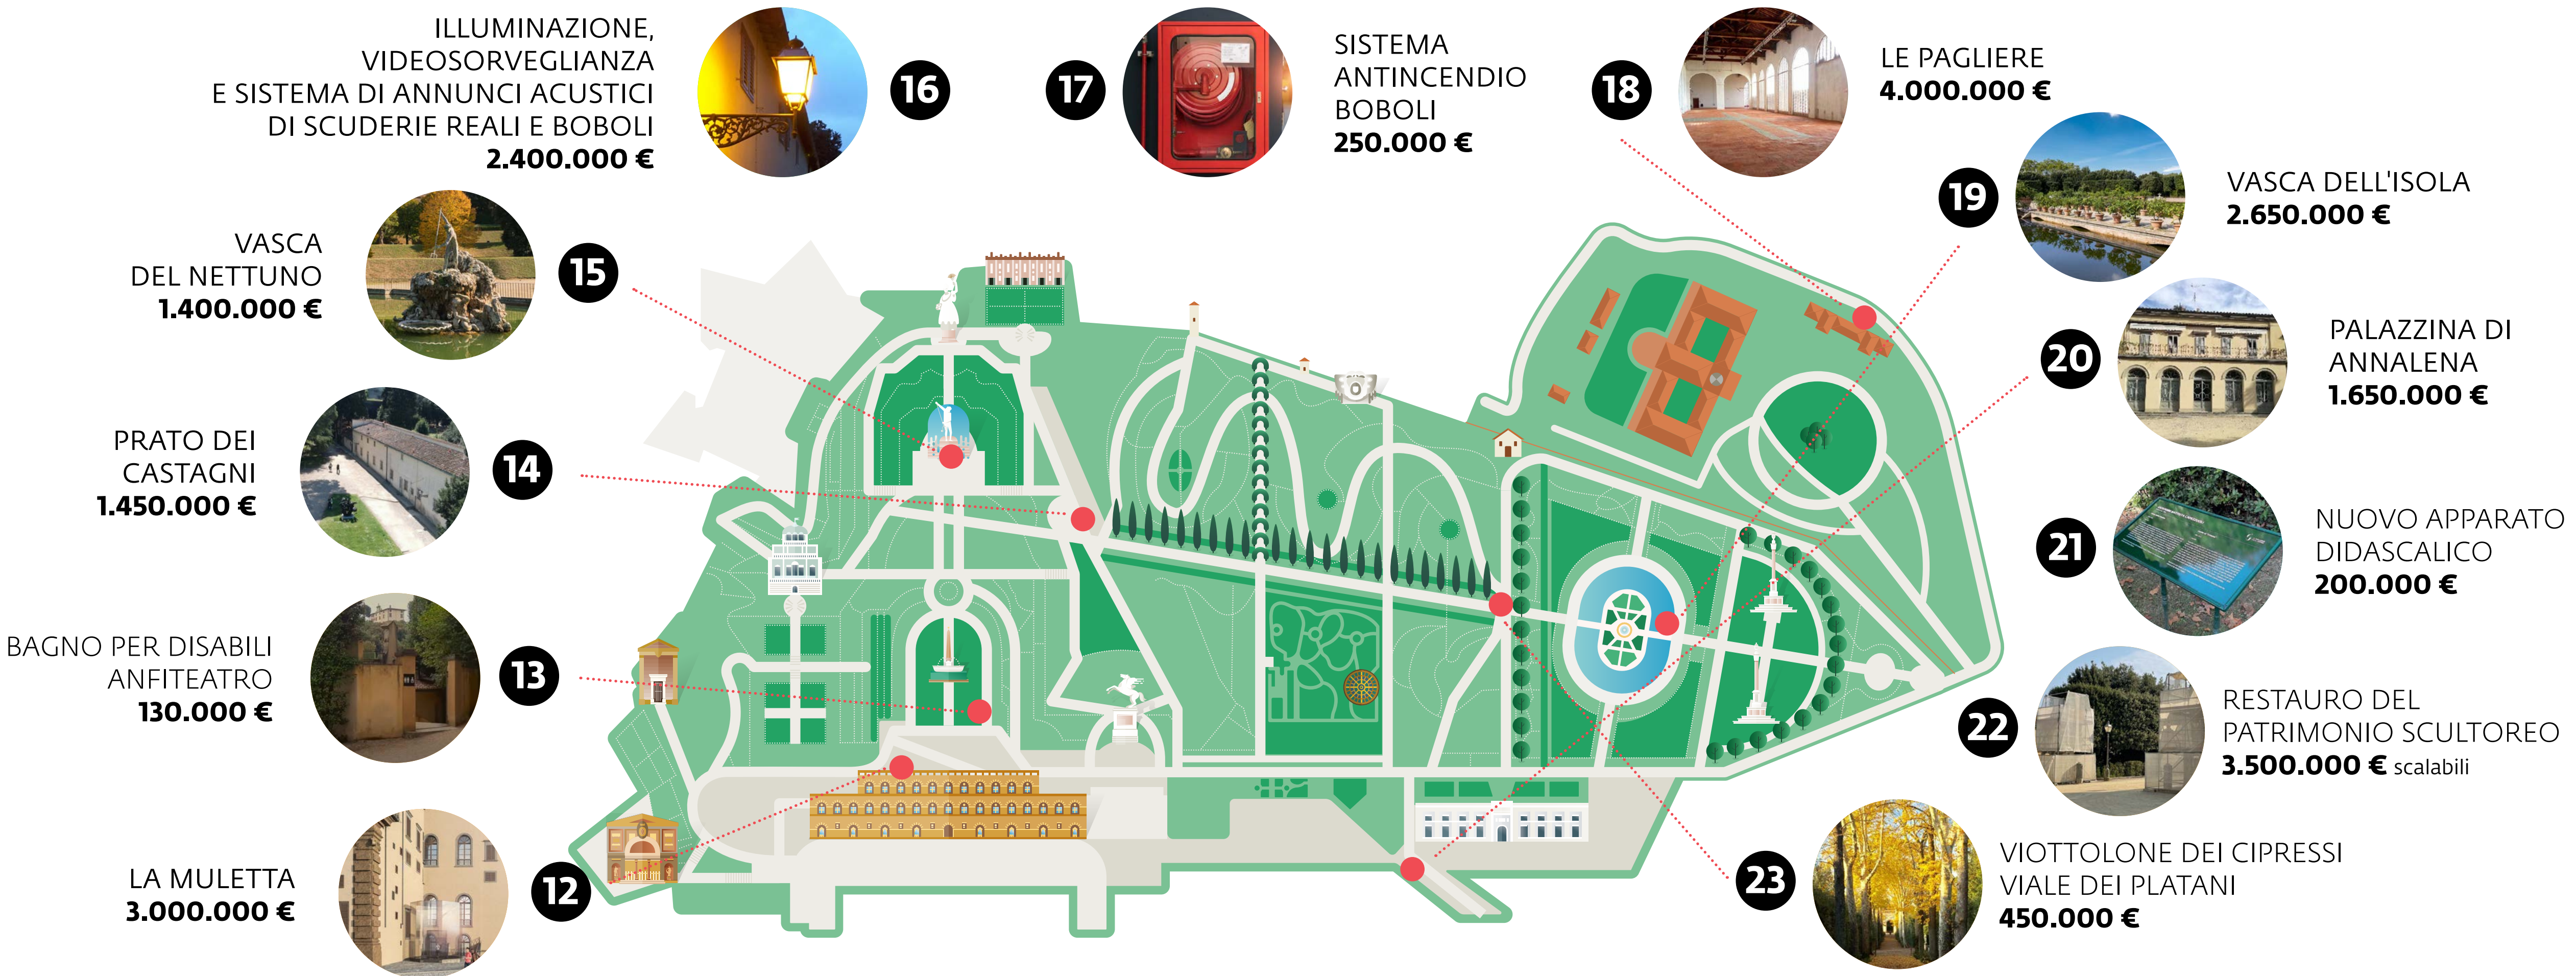 ILLUMINAZIONE,
VIDEOSORVEGLIANZA
E SISTEMA DI ANNUNCI ACUSTICI
DI SCUDERIE REALI E BOBOLI
2.400.000 €
16
17
SISTEMA
ANTINCENDIO
BOBOLI
250.000 €
18
LE PAGLIERE
4.000.000 €
19
VASCA DELL'ISOLA
2.650.000 €
VASCA
DEL NETTUNO
1.400.000 €
15
20
PALAZZINA DI
ANNALENA
1.650.000 €
PRATO DEI
CASTAGNI
1.450.000 €
14
21
NUOVO APPARATO
DIDASCALICO
200.000 €
BAGNO PER DISABILI
ANFITEATRO
130.000 €
13
22
RESTAURO DEL
PATRIMONIO SCULTOREO
3.500.000 € scalabili
LA MULETTA
3.000.000 €
12
23
VIOTTOLONE DEI CIPRESSI
VIALE DEI PLATANI
450.000 €